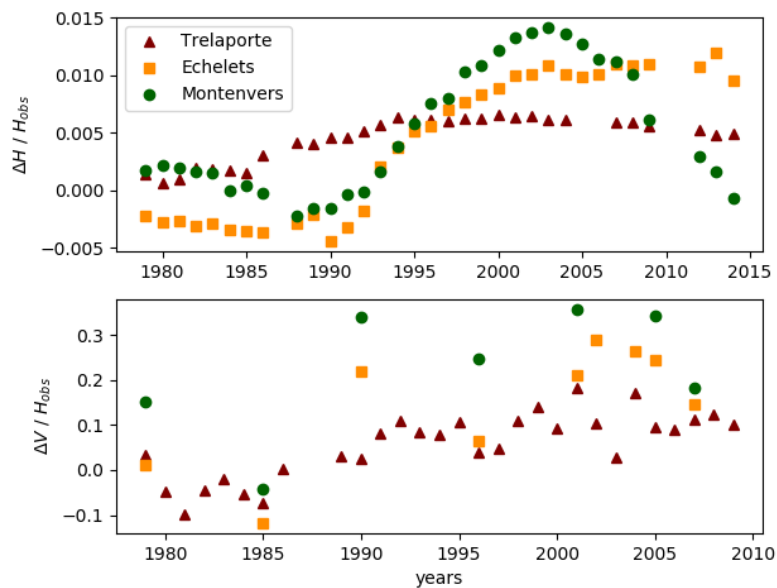 0.015
0.010
0.005
0.000
−0.005
ΔH / H_obs
Trelaporte
Echelets
Montenvers
1980 1985 1990 1995 2000 2005 2010 2015
0.3
0.2
0.1
0.0
−0.1
ΔV / H_obs
1980 1985 1990 1995 2000 2005 2010
years